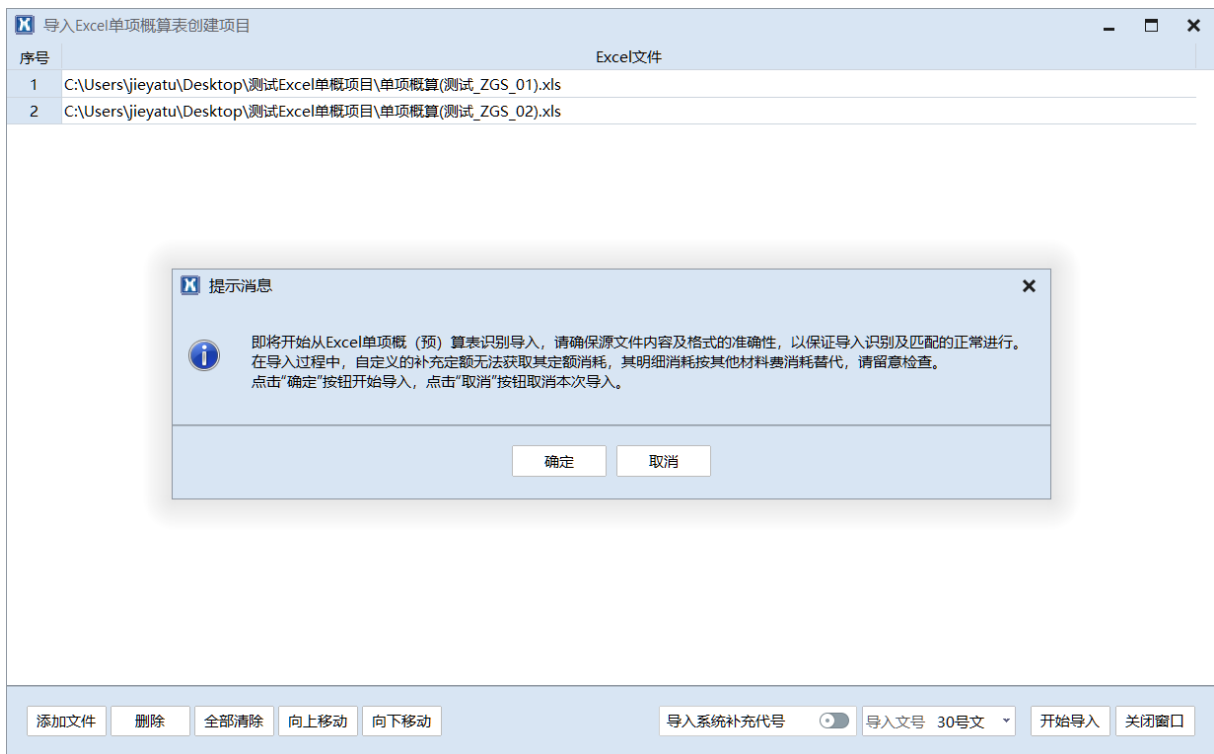 导入Excel单项概算表创建项目
序号 Excel文件
1 C:\Users\jieyatu\Desktop\测试Excel单概项目\单项概算(测试_ZGS_01).xls
2 C:\Users\jieyatu\Desktop\测试Excel单概项目\单项概算(测试_ZGS_02).xls
提示消息
即将开始从Excel单项概（预）算表识别导入，请确保源文件内容及格式的准确性，以保证导入识别及匹配的正常进行。
在导入过程中，自定义的补充定额无法获取其定额消耗，其明细消耗按其他材料费消耗替代，请留意检查。
点击“确定”按钮开始导入，点击“取消”按钮取消本次导入。
确定 取消
添加文件 删除 全部清除 向上移动 向下移动 导入系统补充代号 导入文号 30号文 开始导入 关闭窗口